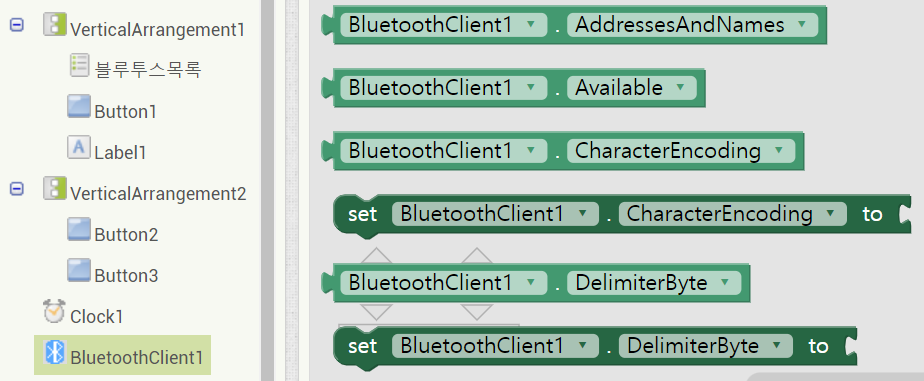 VerticalArrangement1
블루투스목록
Button1
Label1
VerticalArrangement2
Button2
Button3
Clock1
BluetoothClient1
BluetoothClient1 . AddressesAndNames
BluetoothClient1 . Available
BluetoothClient1 . CharacterEncoding
set BluetoothClient1 . CharacterEncoding to
BluetoothClient1 . DelimiterByte
set BluetoothClient1 . DelimiterByte to